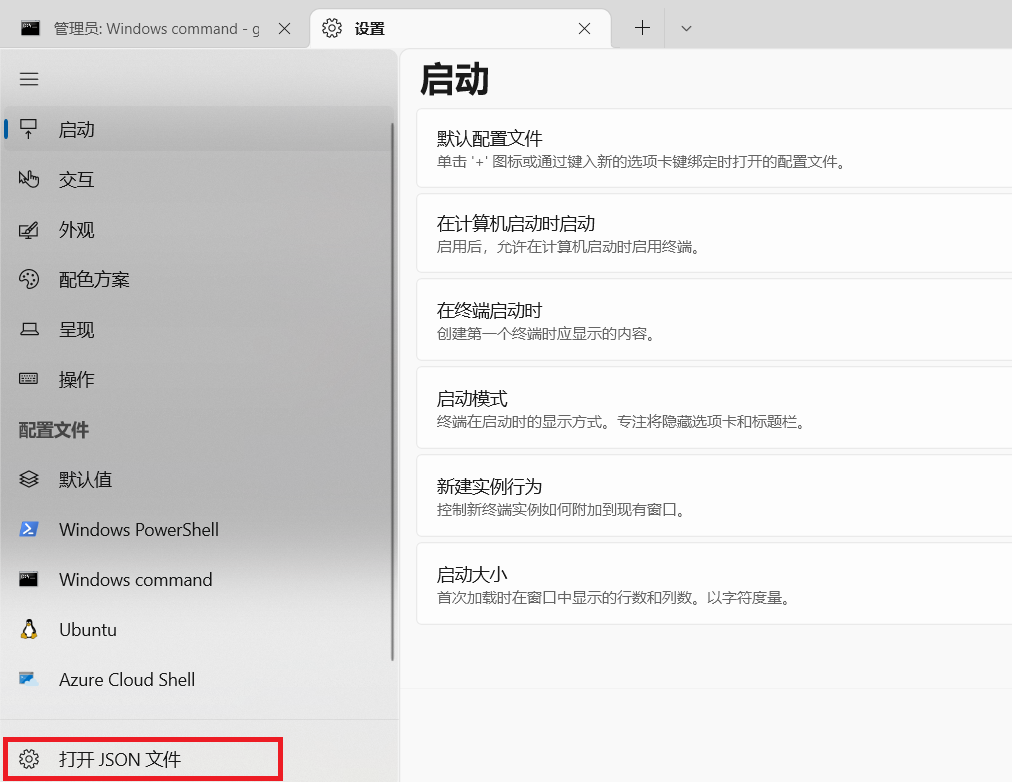 管理员: Windows command - g
设置
启动
交互
外观
配色方案
呈现
操作
配置文件
默认值
Windows PowerShell
Windows command
Ubuntu
Azure Cloud Shell
打开 JSON 文件
启动
默认配置文件
单击 '+' 图标或通过键入新的选项卡键绑定时打开的配置文件。
在计算机启动时启动
启用后，允许在计算机启动时启用终端。
在终端启动时
创建第一个终端时应显示的内容。
启动模式
终端在启动时的显示方式。专注将隐藏选项卡和标题栏。
新建实例行为
控制新终端实例如何附加到现有窗口。
启动大小
首次加载时在窗口中显示的行数和列数。以字符度量。